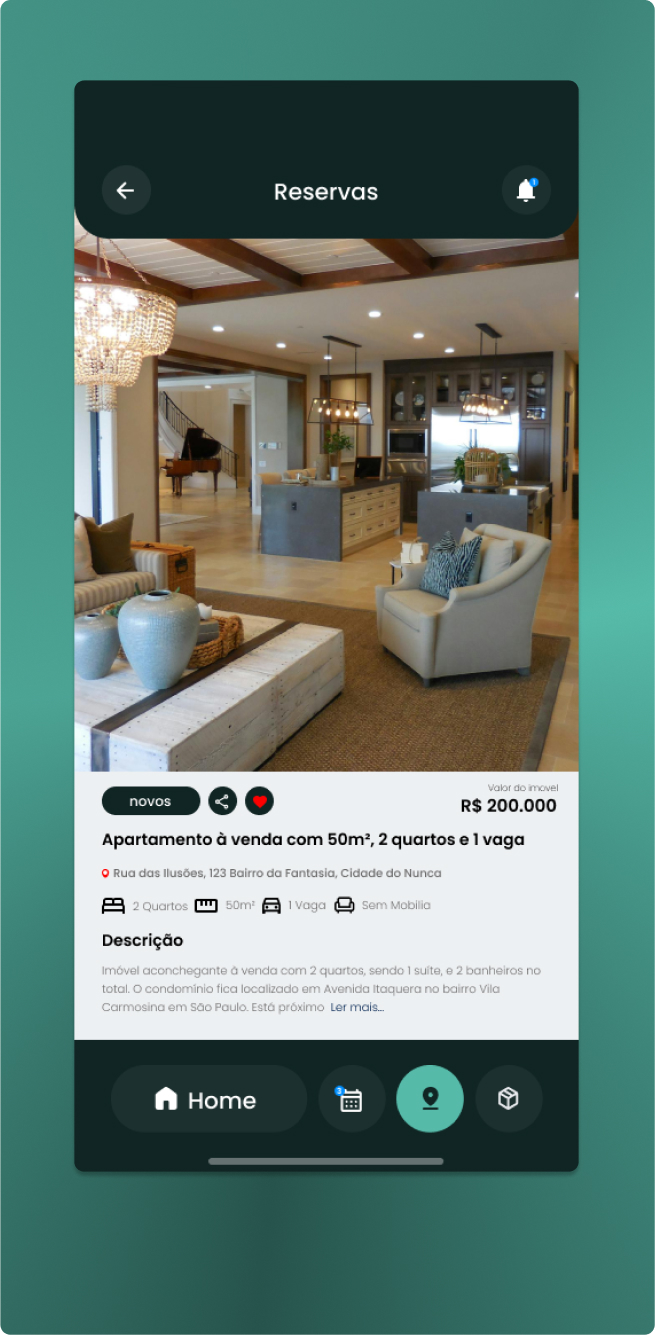 Reservas
1
novos
Valor do imovel
R$ 200.000
Apartamento à venda com 50m², 2 quartos e 1 vaga
Rua das Ilusões, 123 Bairro da Fantasia, Cidade do Nunca
2 Quartos 50m² 1 Vaga Sem Mobilia
Descrição
Imóvel aconchegante à venda com 2 quartos, sendo 1 suíte, e 2 banheiros no
total. O condomínio fica localizado em Avenida Itaquera no bairro Vila
Carmosina em São Paulo. Está próximo Ler mais...
3
Home